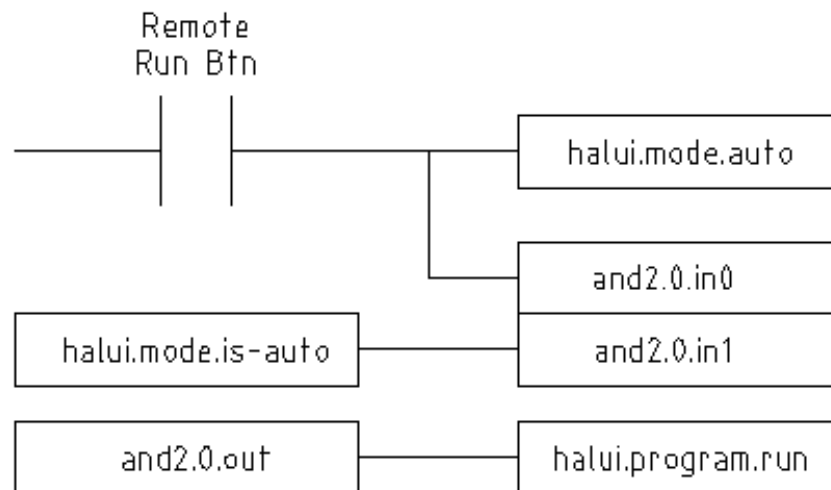 Remote
Run Btn
halui.mode.auto
and2.0.in0
halui.mode.is-auto
and2.0.in1
and2.0.out
halui.program.run